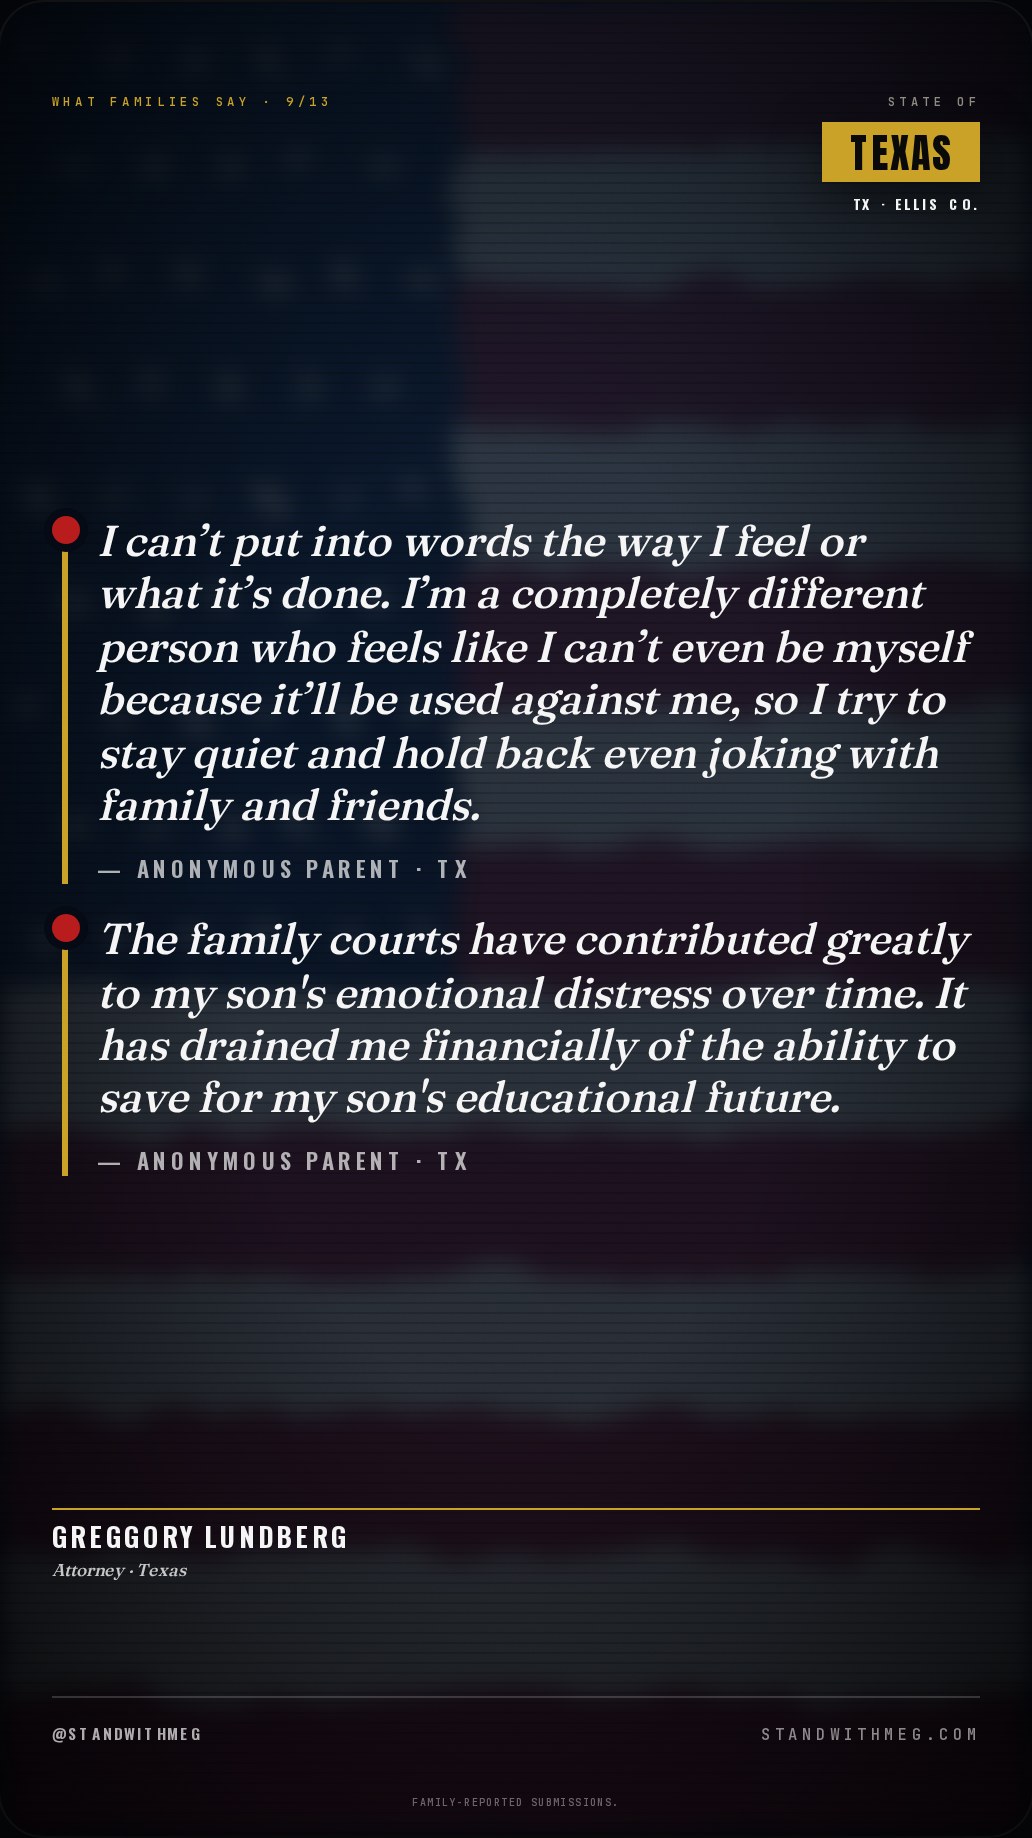 WHAT FAMILIES SAY · 9/13
STATE OF
TEXAS
TX · ELLIS CO.
I can’t put into words the way I feel or
what it’s done. I’m a completely different
person who feels like I can’t even be myself
because it’ll be used against me, so I try to
stay quiet and hold back even joking with
family and friends.
— ANONYMOUS PARENT · TX
The family courts have contributed greatly
to my son's emotional distress over time. It
has drained me financially of the ability to
save for my son's educational future.
— ANONYMOUS PARENT · TX
GREGGORY LUNDBERG
Attorney · Texas
@STANDWITHMEG
STANDWITHMEG.COM
FAMILY-REPORTED SUBMISSIONS.